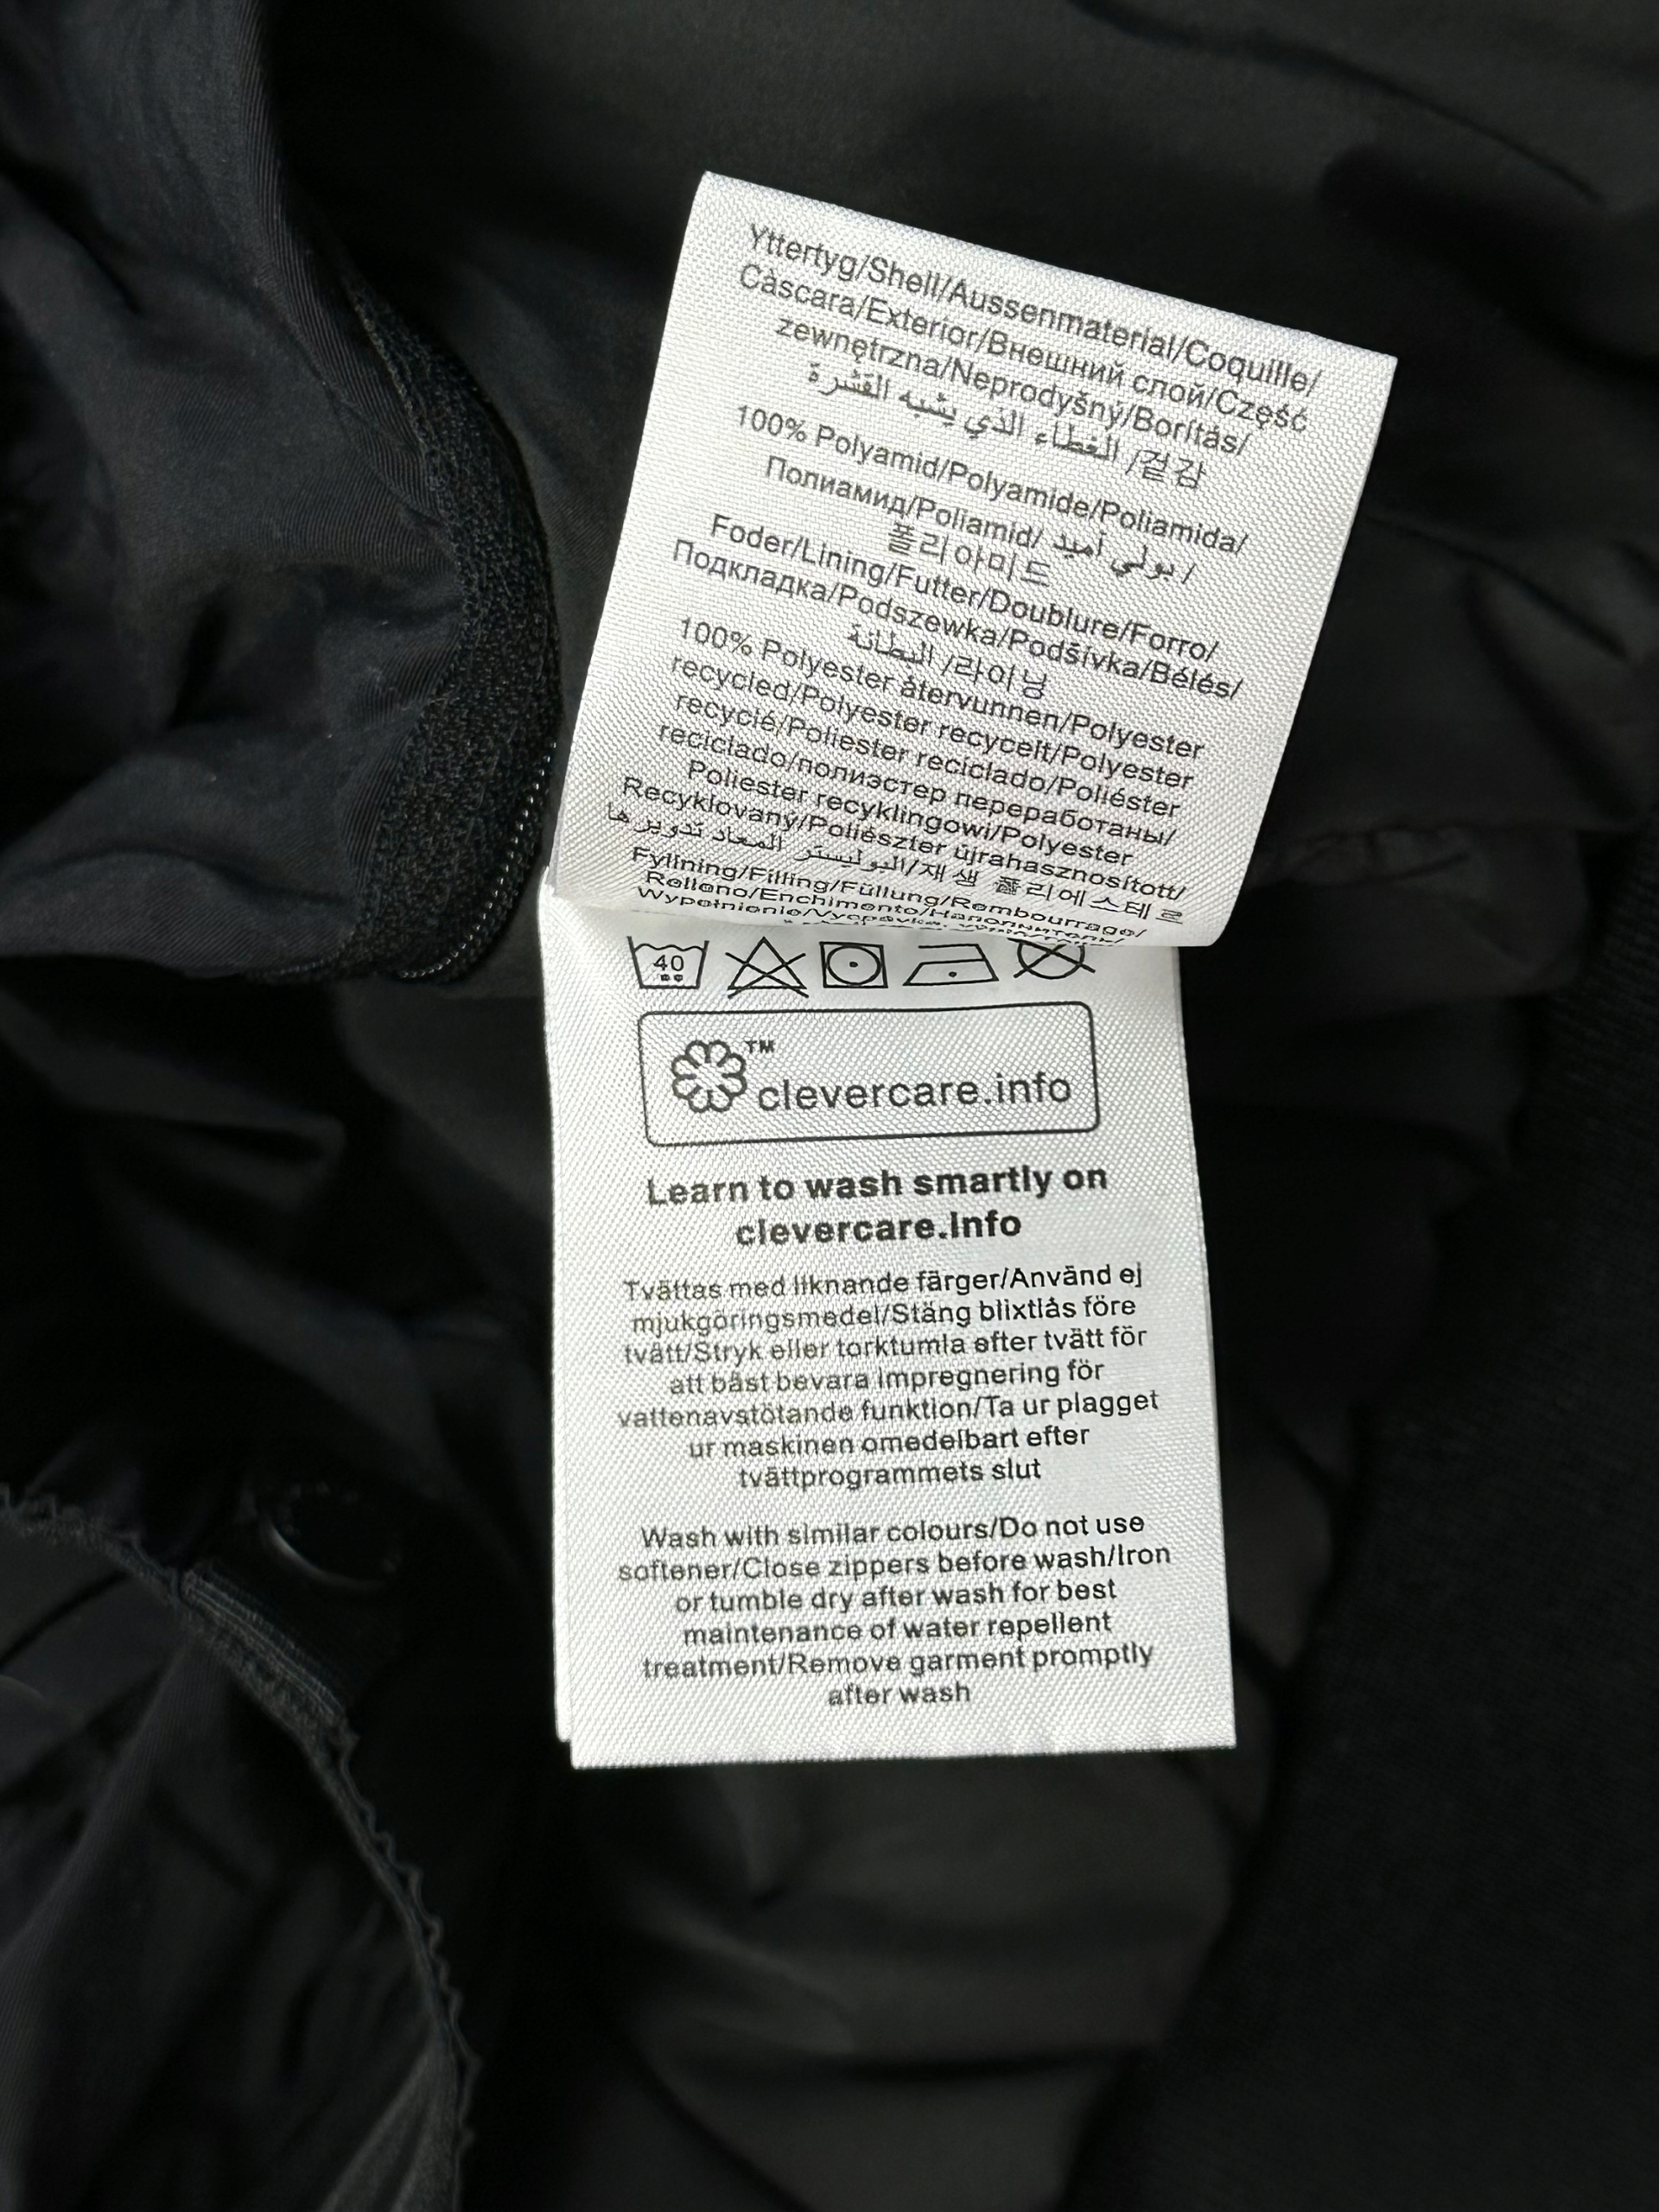 Yttertyg/Shell/Aussenmaterial/Coquille/
Càscara/Exterior/Внешний слой/Część
zewnętrzna/Neprodyšný/Borítás/
겉감/ الغطاء الذي يشبه القشرة
100% Polyamid/Polyamide/Poliamida/
Полиамид/Poliamid/ بولي أميد /
폴리아미드
Foder/Lining/Futter/Doublure/Forro/
Подкладка/Podszewka/Podšívka/Bélés/
라이닝/ البطانة
100% Polyester återvunnen/Polyester
recycled/Polyester recycelt/Polyester
recyclé/Poliester reciclado/Poliéster
reciclado/полиэстер переработаны/
Poliester recyklingowi/Polyester
Recyklovaný/Poliészter újrahasznosított/
재생 폴리에스테르/البوليستر المعاد تدويرها
Fyllning/Filling/Füllung/Rembourrage/
Relleno/Enchimento/Наполнитель/
Wypełnienie/
40
TM
clevercare.info
Learn to wash smartly on
clevercare.info
Tvättas med liknande färger/Använd ej
mjukgöringsmedel/Stäng blixtlås före
tvätt/Stryk eller torktumla efter tvätt för
att bäst bevara impregnering för
vattenavstötande funktion/Ta ur plagget
ur maskinen omedelbart efter
tvättprogrammets slut
Wash with similar colours/Do not use
softener/Close zippers before wash/Iron
or tumble dry after wash for best
maintenance of water repellent
treatment/Remove garment promptly
after wash